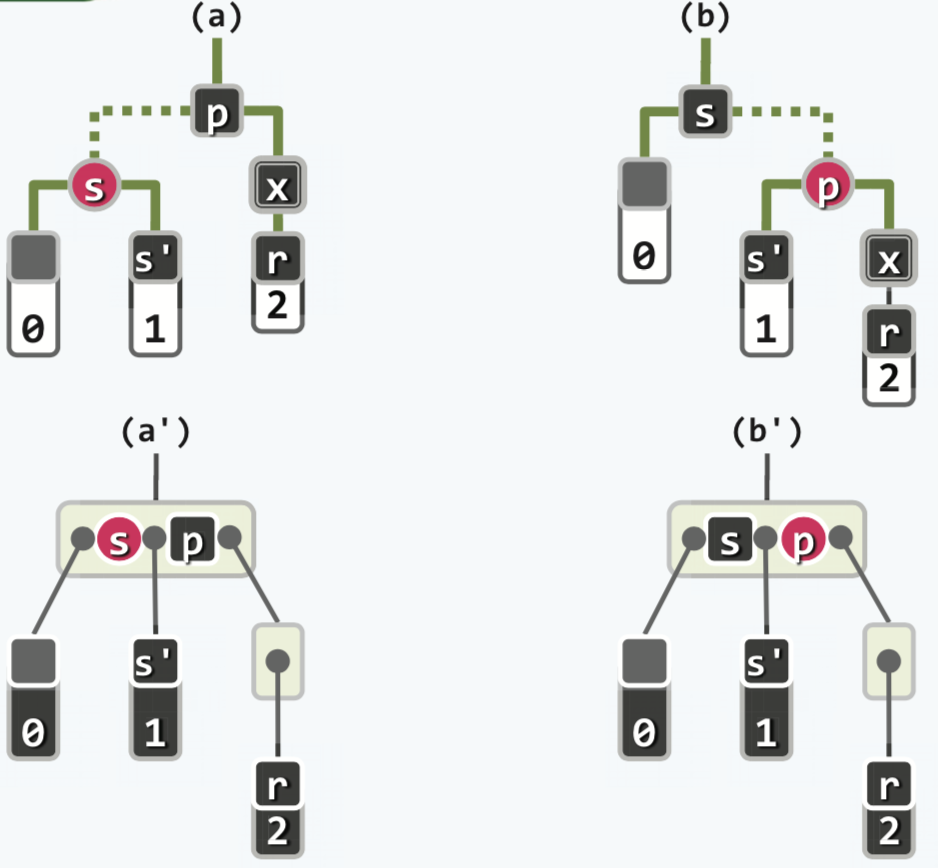 (a) (b)
p s
s x p
s' r s' x
0 1 2 0 1 r
2
(a') (b')
s p s p
s' s'
0 1 0 1
r r
2 2